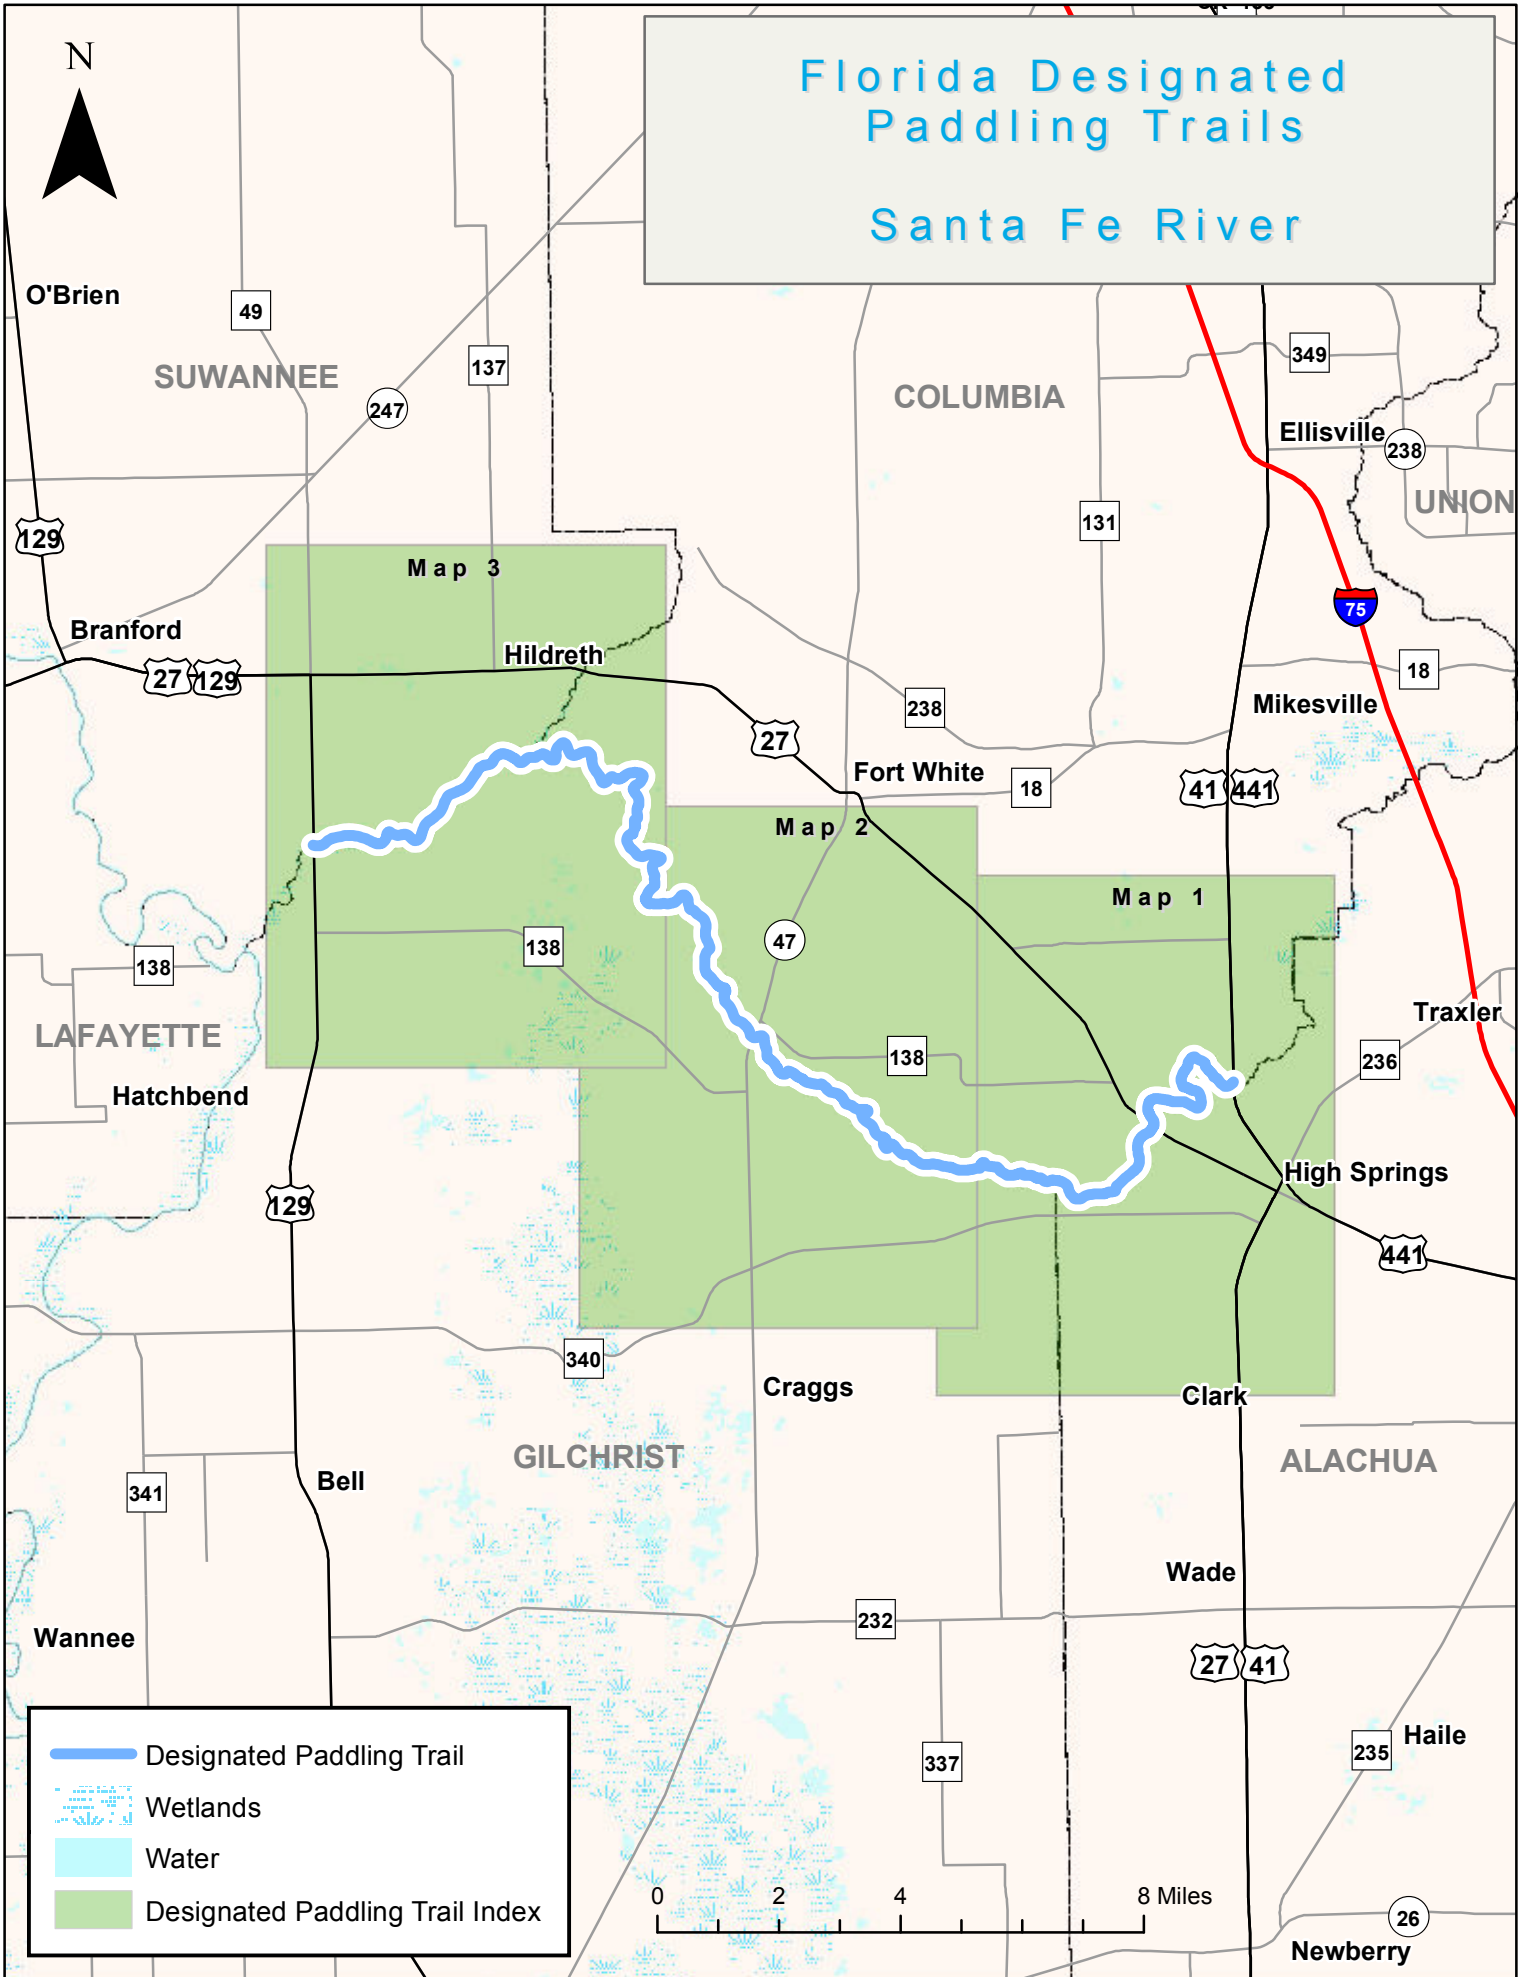 N
Florida Designated
Paddling Trails
Santa Fe River
O'Brien
49
SUWANNEE
137
247
COLUMBIA
349
Ellisville
238
UNION
131
129
Map 3
75
Branford
Hildreth
27
129
18
238
Mikesville
27
Fort White
18
41
441
Map 2
Map 1
47
138
138
LAFAYETTE
Traxler
138
236
Hatchbend
High Springs
129
441
340
Craggs
Clark
GILCHRIST
ALACHUA
Bell
341
Wade
232
Wannee
27
41
Haile
235
337
Designated Paddling Trail
Wetlands
Water
Designated Paddling Trail Index
0 2 4 8 Miles
26
Newberry